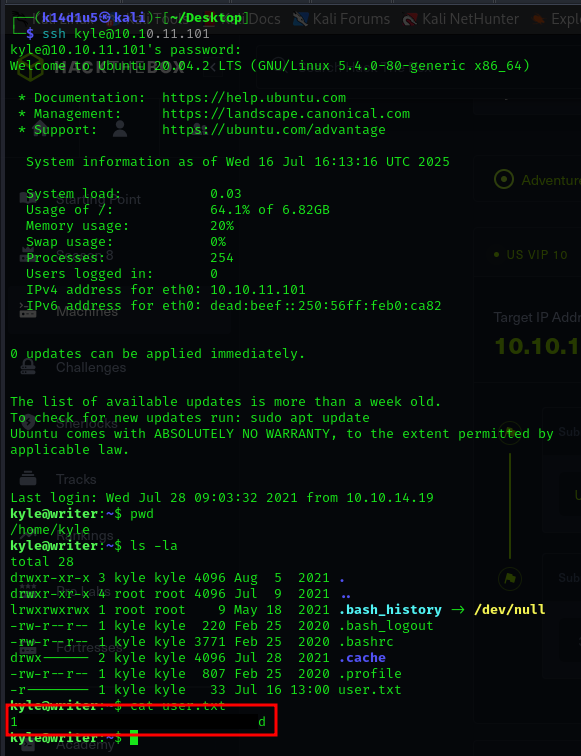 Docs Kali Forums Kali NetHunter Explo
(k14d1u5㉿kali)-[~/Desktop]
$ ssh kyle@10.10.11.101
kyle@10.10.11.101's password:
Welcome to Ubuntu 20.04.2 LTS (GNU/Linux 5.4.0-80-generic x86_64)
* Documentation: https://help.ubuntu.com
* Management: https://landscape.canonical.com
* Support: https://ubuntu.com/advantage
System information as of Wed 16 Jul 16:13:16 UTC 2025
Adventur
System load: 0.03
Starting Point
Usage of /: 64.1% of 6.82GB
Memory usage: 20%
Swap usage: 0%
Processes: 254
US VIP 10
Users logged in: 0
IPv4 address for eth0: 10.10.11.101
IPv6 address for eth0: dead:beef::250:56ff:feb0:ca82
Machines
Target IP Addr
10.10.1
0 updates can be applied immediately.
Challenges
The list of available updates is more than a week old.
To check for new updates run: sudo apt update
Sherlocks
Sub
Ubuntu comes with ABSOLUTELY NO WARRANTY, to the extent permitted by
applicable law.
Tracks
Last login: Wed Jul 28 09:03:32 2021 from 10.10.14.19
kyle@writer:~$ pwd
/home/kyle
Rankings
kyle@writer:~$ ls -la
total 28
drwxr-xr-x 3 kyle kyle 4096 Aug 5 2021 .
Sub
drwxr-xr-x 4 root root 4096 Jul 9 2021 ..
lrwxrwxrwx 1 root root 9 May 18 2021 .bash_history -> /dev/null
-rw-r--r-- 1 kyle kyle 220 Feb 25 2020 .bash_logout
-rw-r--r-- 1 kyle kyle 3771 Feb 25 2020 .bashrc
Fortresses
drwx------ 2 kyle kyle 4096 Jul 28 2021 .cache
-rw-r--r-- 1 kyle kyle 807 Feb 25 2020 .profile
-r-------- 1 kyle kyle 33 Jul 16 13:00 user.txt
kyle@writer:~$ cat user.txt
1 d
kyle@writer:~$
Academy